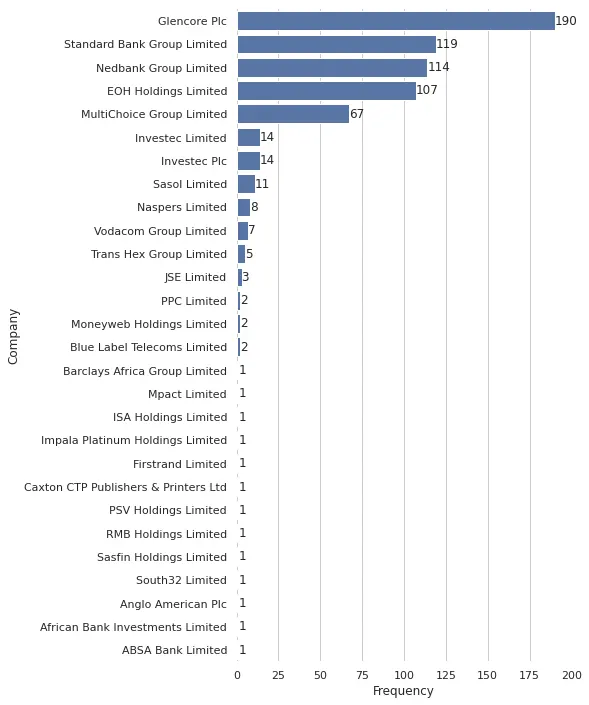 Glencore Plc 190
Standard Bank Group Limited 119
Nedbank Group Limited 114
EOH Holdings Limited 107
MultiChoice Group Limited 67
Investec Limited 14
Investec Plc 14
Sasol Limited 11
Naspers Limited 8
Vodacom Group Limited 7
Trans Hex Group Limited 5
JSE Limited 3
PPC Limited 2
Moneyweb Holdings Limited 2
Blue Label Telecoms Limited 2
Barclays Africa Group Limited 1
Mpact Limited 1
ISA Holdings Limited 1
Impala Platinum Holdings Limited 1
Firstrand Limited 1
Caxton CTP Publishers & Printers Ltd 1
PSV Holdings Limited 1
RMB Holdings Limited 1
Sasfin Holdings Limited 1
South32 Limited 1
Anglo American Plc 1
African Bank Investments Limited 1
ABSA Bank Limited 1
Company
0 25 50 75 100 125 150 175 200
Frequency